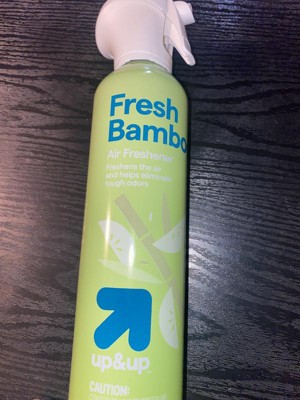 Fresh
Bambo
Air Freshener
Freshens the air
and helps eliminate
tough odors
up&up
CAUTION: